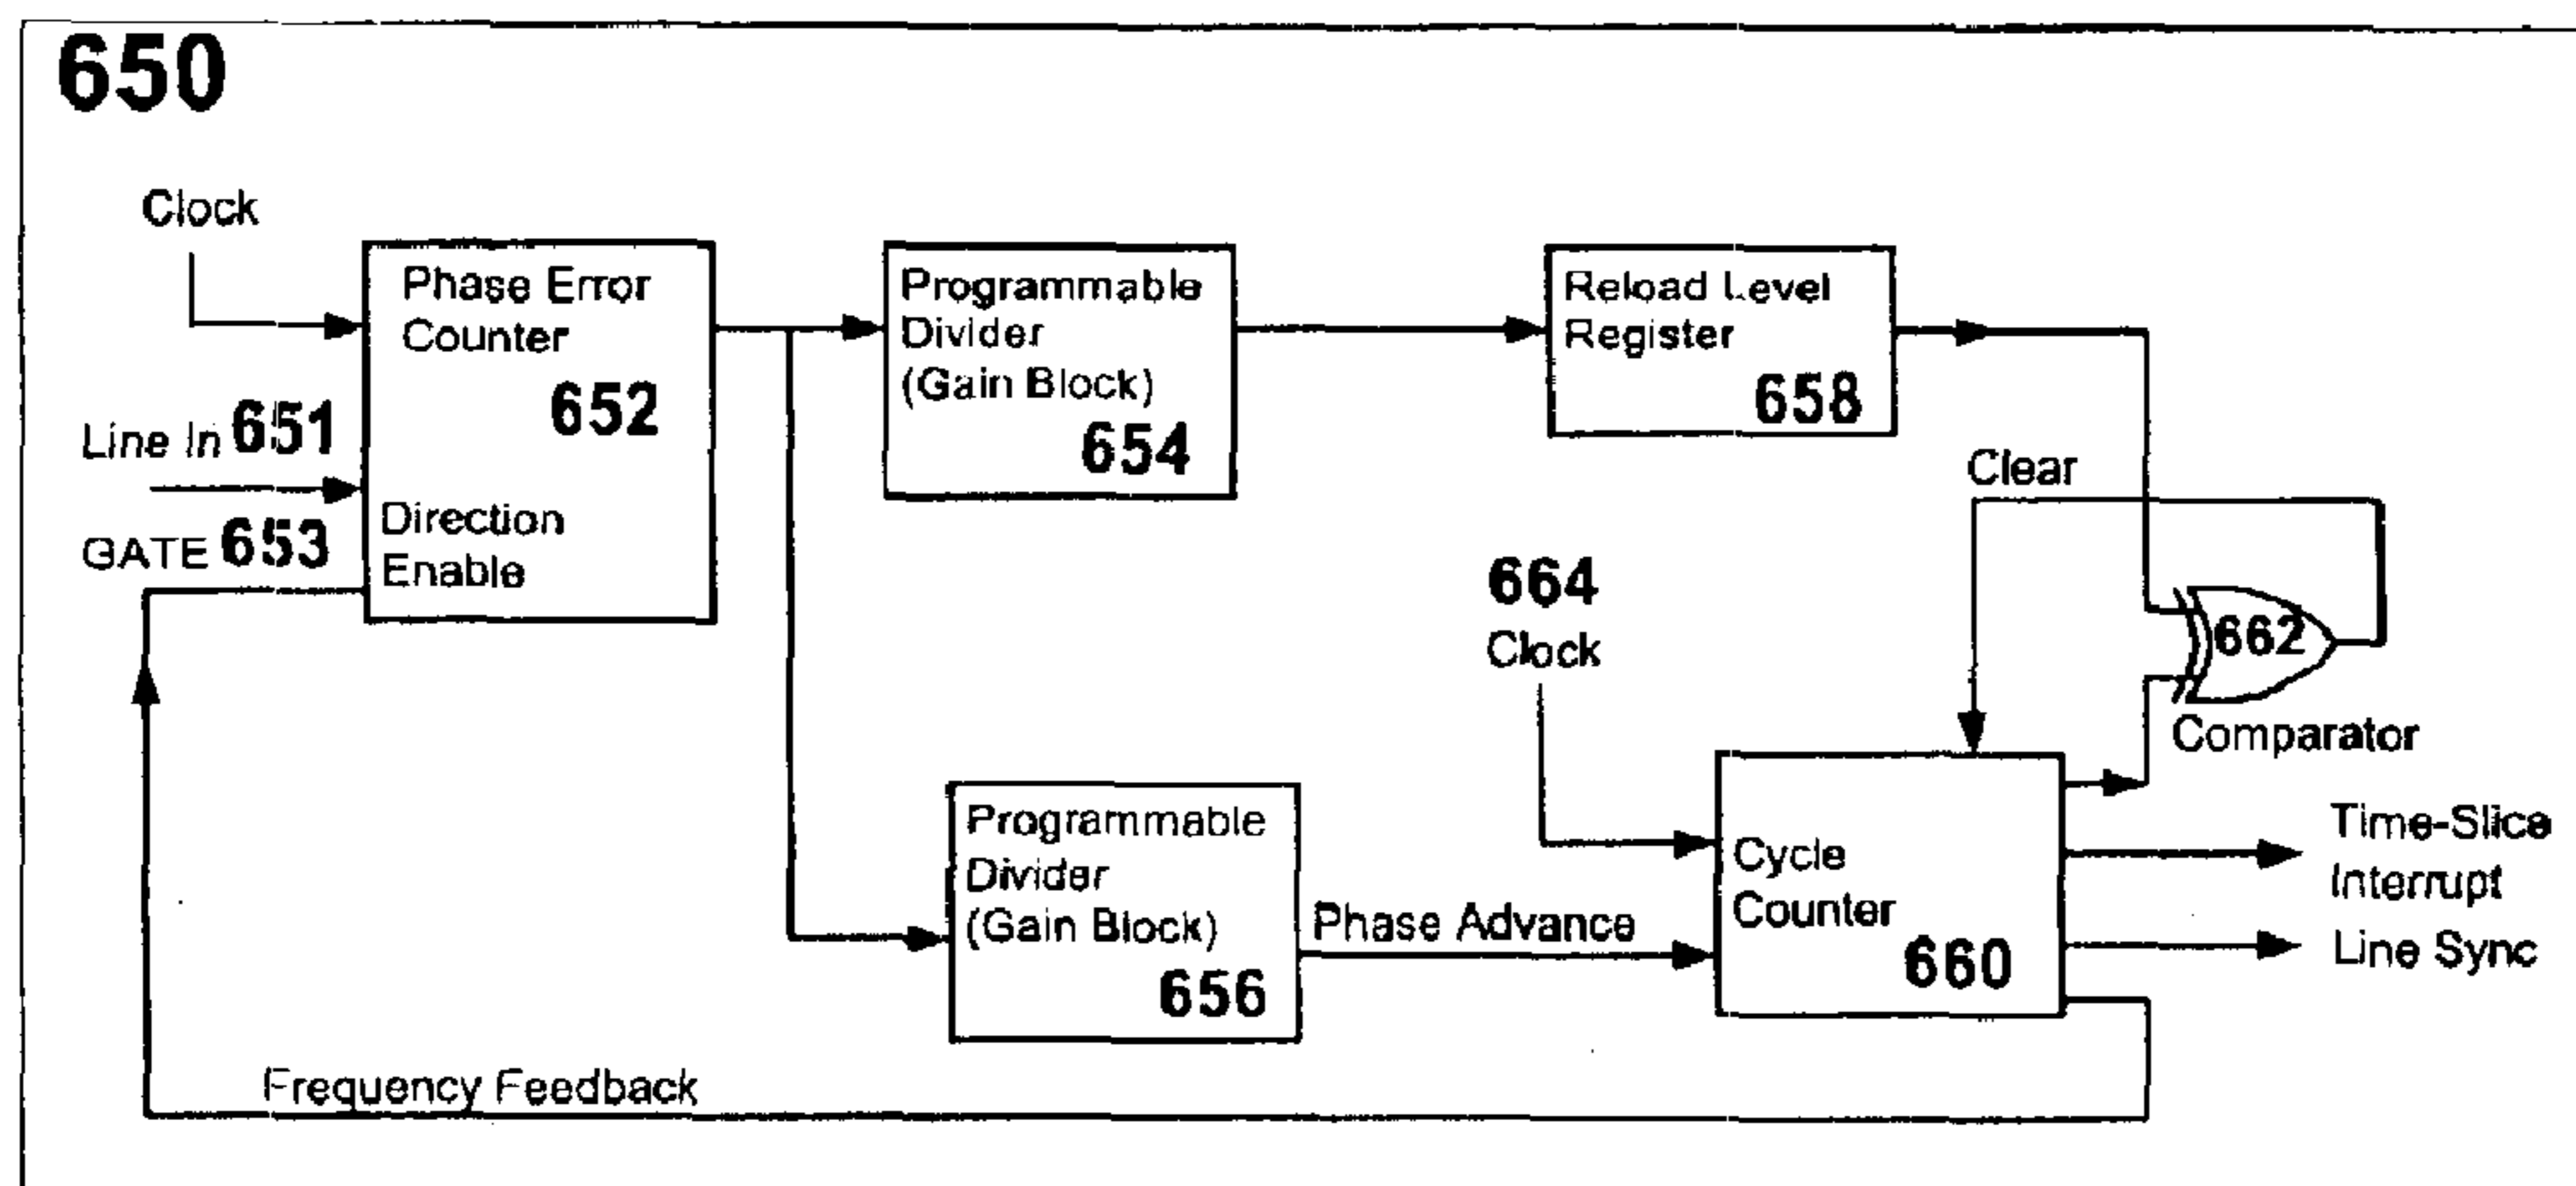 650
Clock
Phase Error
Counter
652
Line In 651
GATE 653
Direction
Enable
Programmable
Divider
(Gain Block)
654
Reload Level
Register
658
Clear
664
Clock
662
Comparator
Programmable
Divider
(Gain Block)
656
Phase Advance
Cycle
Counter
660
Time-Slice
Interrupt
Line Sync
Frequency Feedback